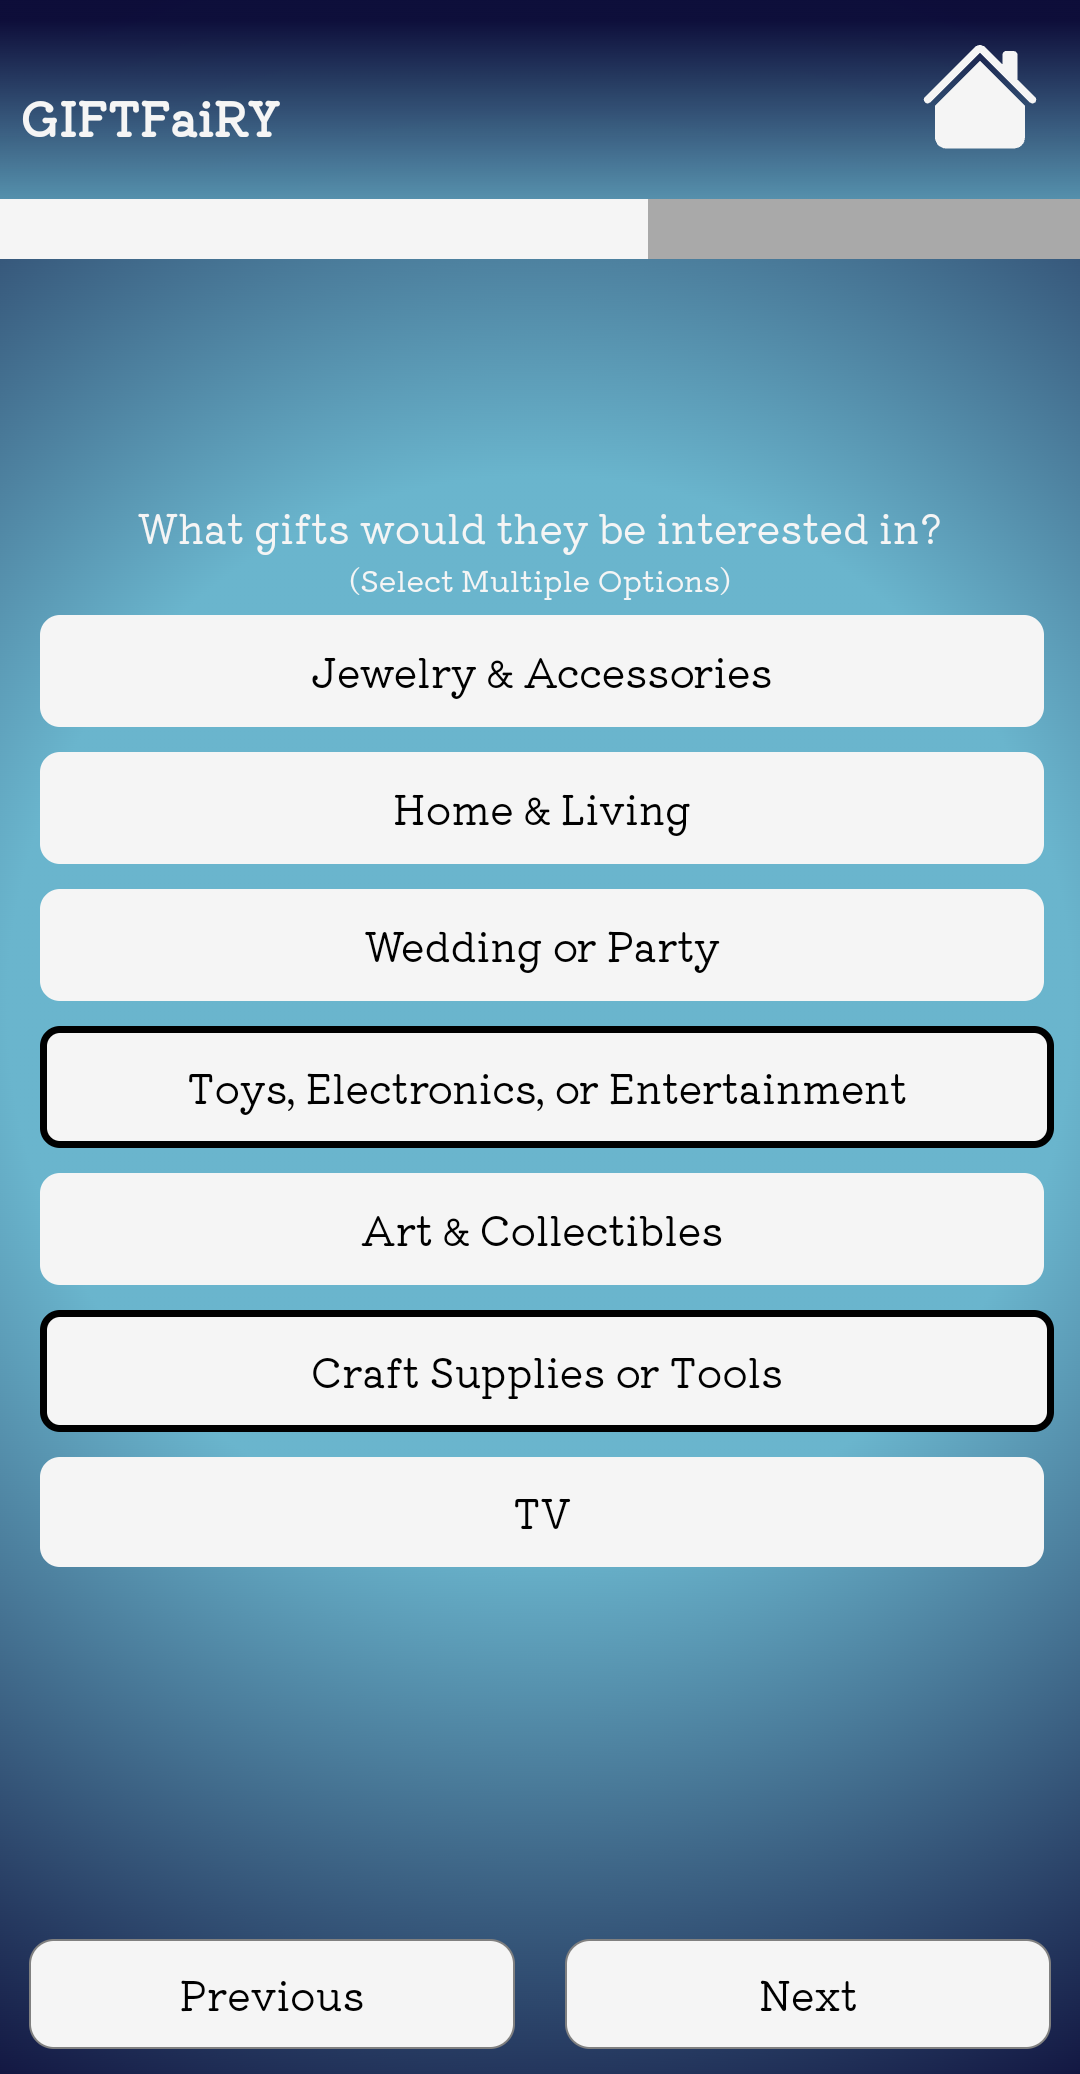 GIFTFaiRY
What gifts would they be interested in?
(Select Multiple Options)
Jewelry & Accessories
Home & Living
Wedding or Party
Toys, Electronics, or Entertainment
Art & Collectibles
Craft Supplies or Tools
TV
Previous
Next